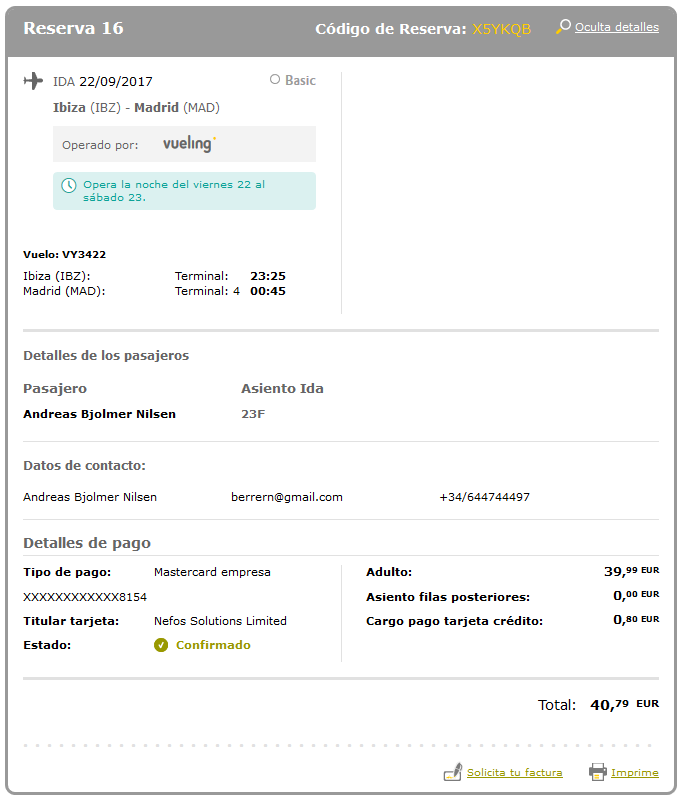 Reserva 16 Código de Reserva: X5YKQB Oculta detalles
IDA 22/09/2017 Basic
Ibiza (IBZ) - Madrid (MAD)
Operado por: vueling
Opera la noche del viernes 22 al
sábado 23.
Vuelo: VY3422
Ibiza (IBZ): Terminal: 23:25
Madrid (MAD): Terminal: 4 00:45
Detalles de los pasajeros
Pasajero Asiento Ida
Andreas Bjolmer Nilsen 23F
Datos de contacto:
Andreas Bjolmer Nilsen berrern@gmail.com +34/644744497
Detalles de pago
Tipo de pago: Mastercard empresa Adulto: 39,99 EUR
XXXXXXXXXXXX8154 Asiento filas posteriores: 0,00 EUR
Titular tarjeta: Nefos Solutions Limited Cargo pago tarjeta crédito: 0,80 EUR
Estado: Confirmado
Total: 40,79 EUR
Solicita tu factura Imprime